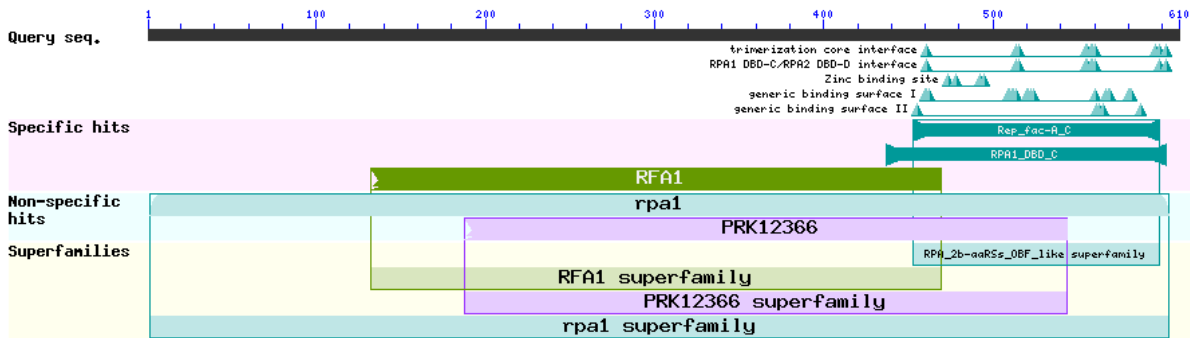 1 100 200 300 400 500 610
Query seq.
trimerization core interface
RPA1 DBD-C/RPA2 DBD-D interface
Zinc binding site
generic binding surface I
generic binding surface II
Specific hits
Rep_fac-A_C
RPA1_DBD_C
RFA1
Non-specific
hits
rpa1
PRK12366
Superfamilies
RPA_2b-aaRSs_OBF_like superfamily
RFA1 superfamily
PRK12366 superfamily
rpa1 superfamily